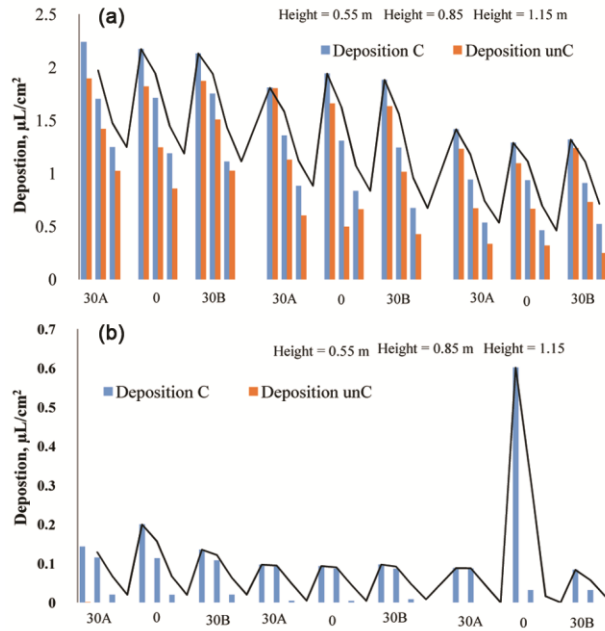 (a)
Height = 0.55 m Height = 0.85 Height = 1.15 m
Deposition C Deposition unC
Depostion, µL/cm²
2.5
2
1.5
1
0.5
0
30A 0 30B 30A 0 30B 30A 0 30B
(b)
Height = 0.55 m Height = 0.85 m Height = 1.15
Deposition C Deposition unC
Depostion, µL/cm²
0.7
0.6
0.5
0.4
0.3
0.2
0.1
0
30A 0 30B 30A 0 30B 30A 0 30B